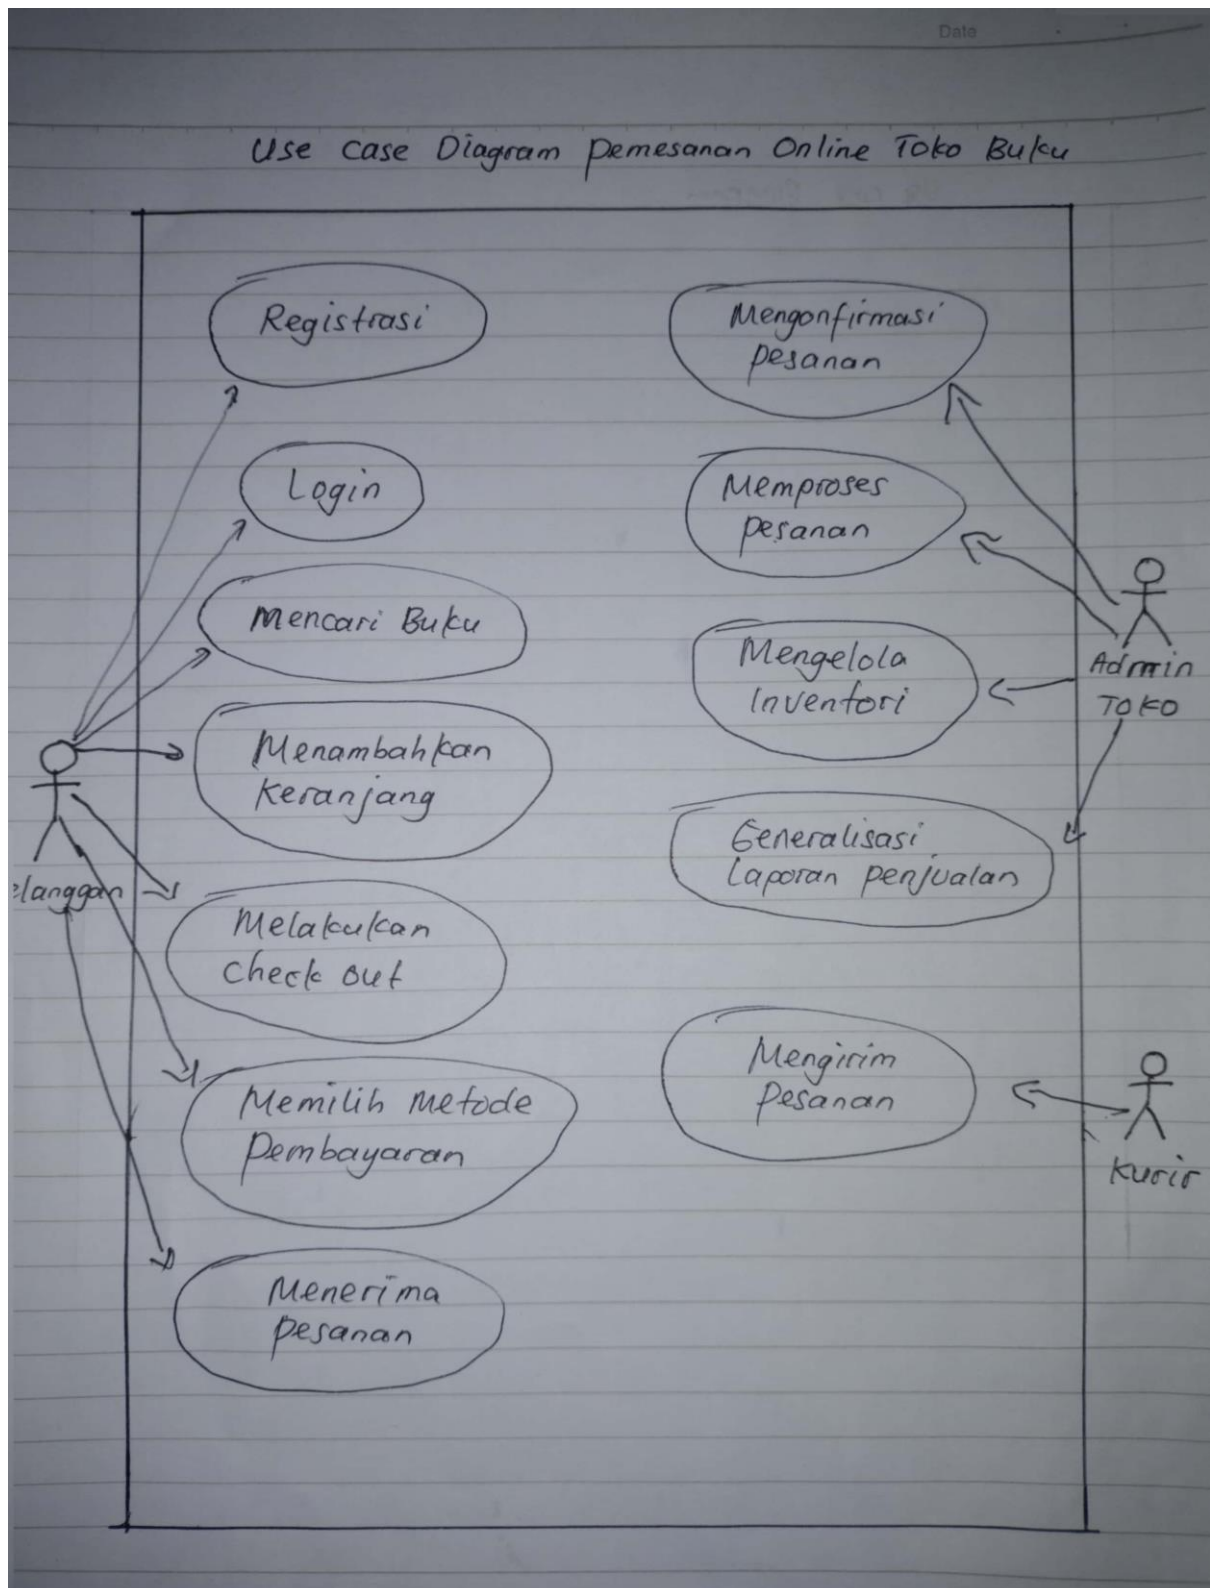 Date
Use Case Diagram Pemesanan Online Toko Buku
Registrasi
Login
Mencari Buku
Menambahkan
Keranjang
Melakukan
Check out
Memilih Metode
Pembayaran
Menerima
Pesanan
elanggan
Mengonfirmasi
Pesanan
Memproses
Pesanan
Mengelola
Inventori
Generalisasi
Laporan Penjualan
Mengirim
Pesanan
Admin
Toko
Kurir